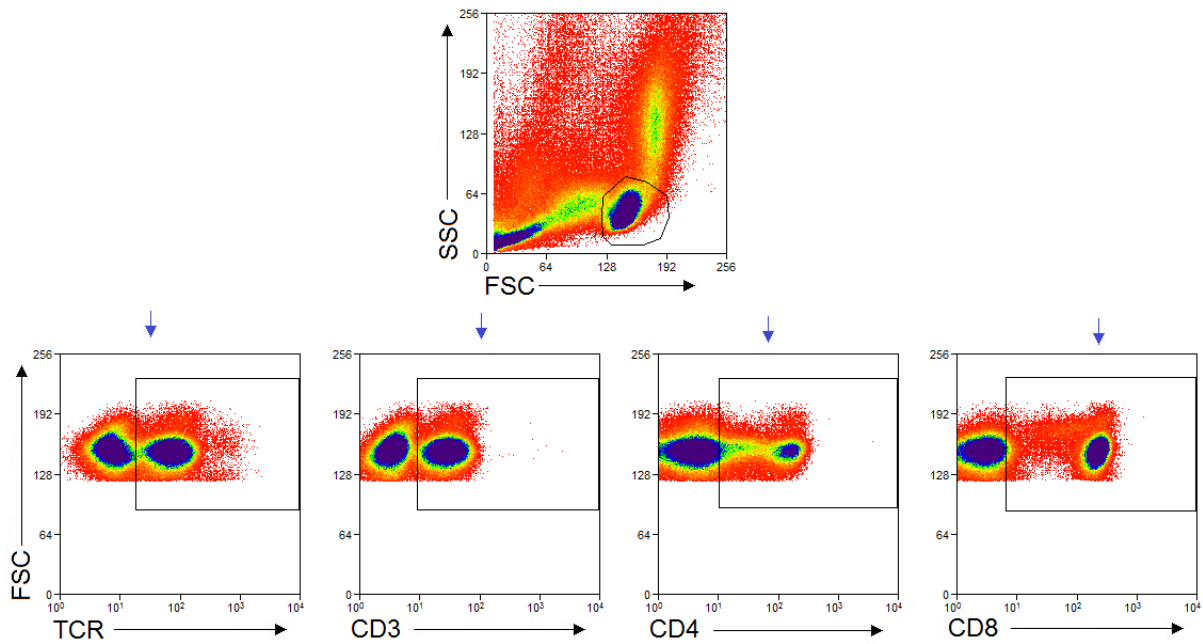 256
192
128
64
0
SSC
0 64 128 192 256
FSC
256 256 256 256
192 192 192 192
128 128 128 128
64 64 64 64
0 0 0 0
FSC
10⁰ 10¹ 10² 10³ 10⁴ 10⁰ 10¹ 10² 10³ 10⁴ 10⁰ 10¹ 10² 10³ 10⁴ 10⁰ 10¹ 10² 10³ 10⁴
TCR CD3 CD4 CD8